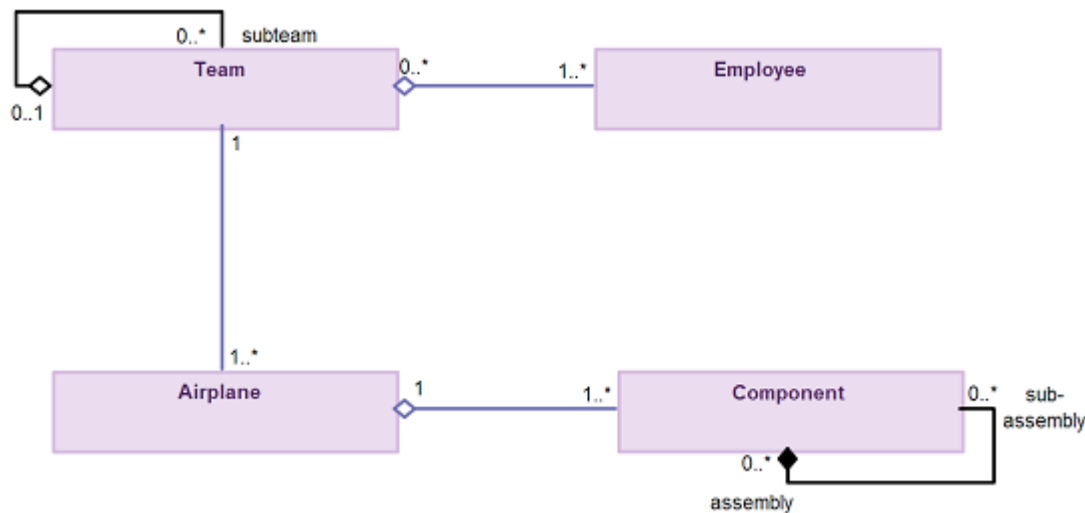 0..* subteam
Team
0..*
1..*
Employee
0..1
1
1..*
Airplane
1
1..*
Component
0..*
sub-
assembly
0..*
assembly